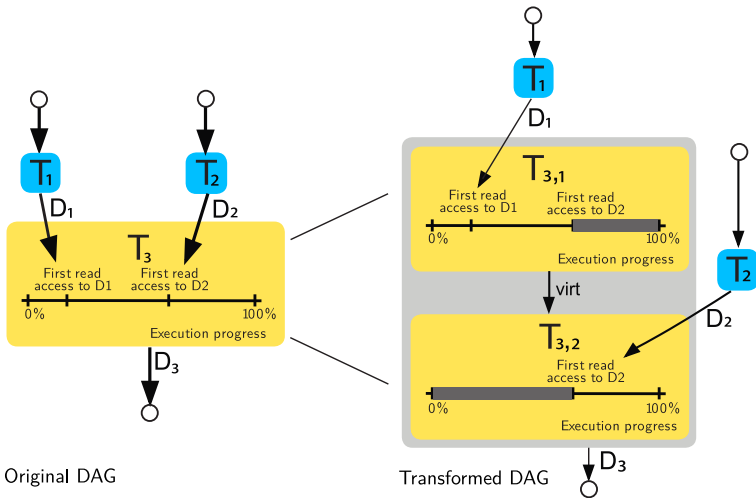 T1
T2
D1
D2
T3
First read
access to D1
First read
access to D2
0%
100%
Execution progress
D3
Original DAG
T1
D1
T3,1
First read
access to D1
First read
access to D2
0%
100%
Execution progress
virt
T2
D2
T3,2
First read
access to D2
0%
100%
Execution progress
D3
Transformed DAG